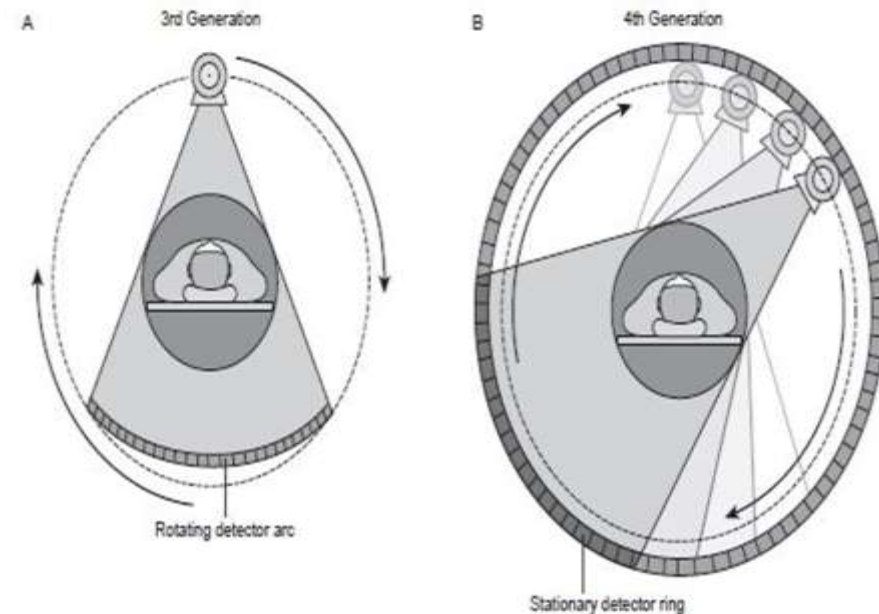 A
3rd Generation
B
4th Generation
Rotating detector arc
Stationary detector ring